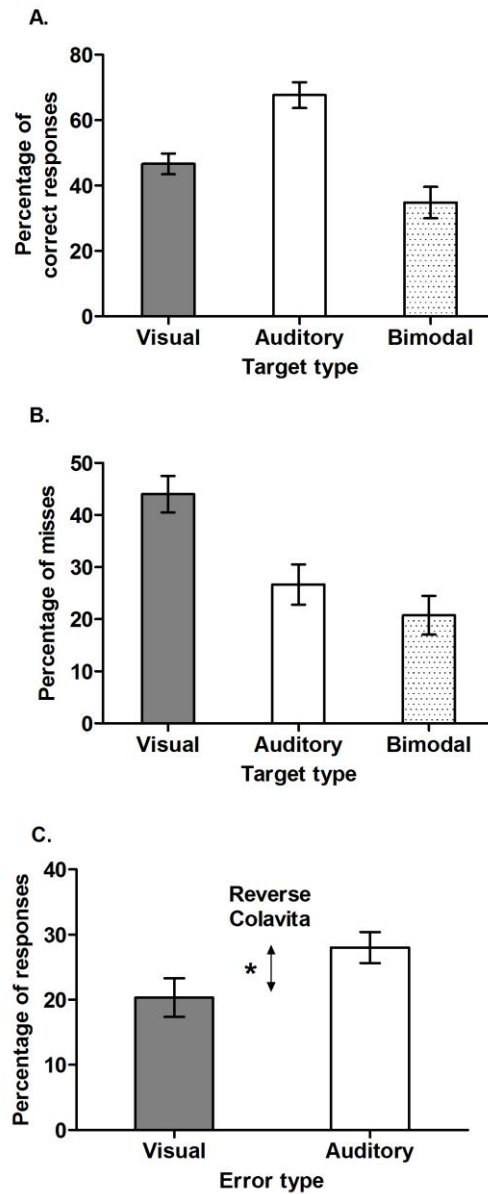 A.
Percentage of
correct responses
80
60
40
20
0
Visual Auditory Bimodal
Target type
B.
Percentage of misses
50
40
30
20
10
0
Visual Auditory Bimodal
Target type
C.
Percentage of responses
40
30
20
10
0
Reverse
Colavita
*
Visual Auditory
Error type